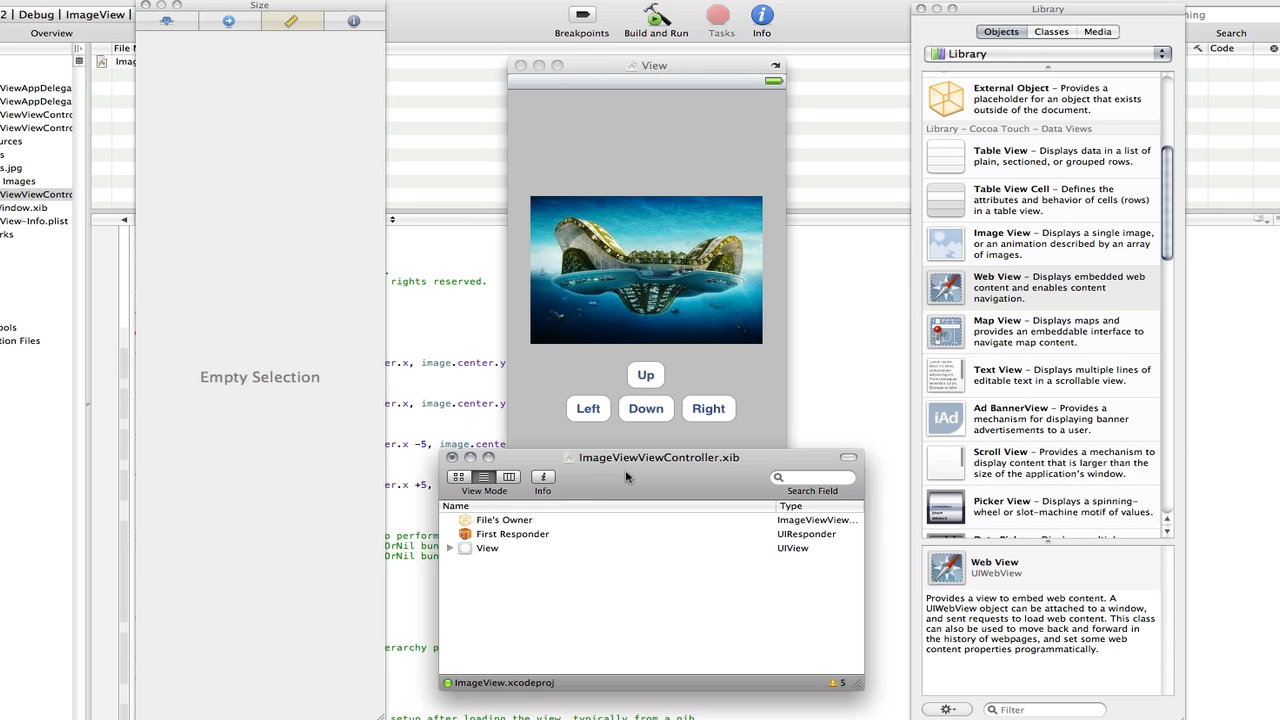 Size
2 | Debug | ImageView |
Overview
Breakpoints
Build and Run
Tasks
Info
hing
Search
File N
Code
Imag
ViewAppDelega
ViewAppDelega
ViewViewContr
ViewViewContr
urces
s
s.jpg
Images
ViewViewContr
indow.xib
View-Info.plist
rks
ols
tion Files
Empty Selection
rights reserved.
er.x, image.center.y
er.x, image.center.y
er.x -5, image.cente
er.x +5,
o perform
OrNil bun
OrNil bun
erarchy p
setup after loading the view, typically from a nib.
View
Up
Left
Down
Right
ImageViewViewController.xib
View Mode
Info
Search Field
Name
Type
File's Owner
ImageViewView...
First Responder
UIResponder
View
UIView
ImageView.xcodeproj
5
Library
Objects
Classes
Media
Library
External Object – Provides a
placeholder for an object that exists
outside of the document.
Library – Cocoa Touch – Data Views
Table View – Displays data in a list of
plain, sectioned, or grouped rows.
Table View Cell – Defines the
attributes and behavior of cells (rows)
in a table view.
Image View – Displays a single image,
or an animation described by an array
of images.
Web View – Displays embedded web
content and enables content
navigation.
Map View – Displays maps and
provides an embeddable interface to
navigate map content.
Text View – Displays multiple lines of
editable text in a scrollable view.
iAd
Ad BannerView – Provides a
mechanism for displaying banner
advertisements to a user.
Scroll View – Provides a mechanism to
display content that is larger than the
size of the application's window.
Picker View – Displays a spinning-
wheel or slot-machine motif of values.
Web View
UIWebView
Provides a view to embed web content. A
UIWebView object can be attached to a window,
and sent requests to load web content. This class
can also be used to move back and forward in
the history of webpages, and set some web
content properties programmatically.
Filter